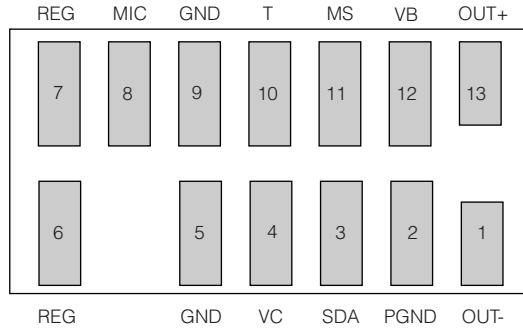 REG MIC GND T MS VB OUT+
7 8 9 10 11 12 13
6 5 4 3 2 1
REG GND VC SDA PGND OUT-